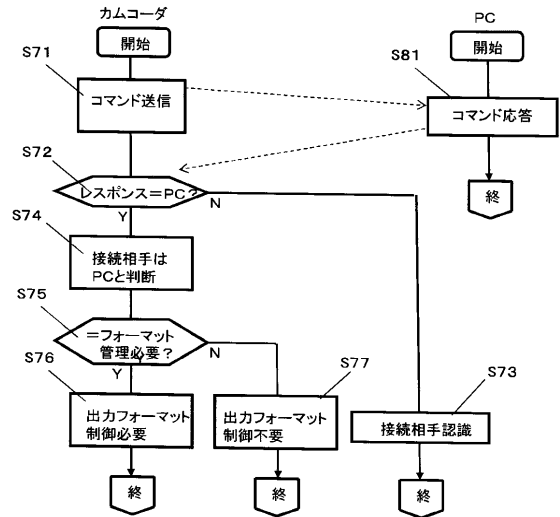 カムコーダ
PC
開始
開始
S71
S81
コマンド送信
コマンド応答
S72
レスポンス=PC?
N
終
Y
S74
接続相手は
PCと判断
S75
=フォーマット
管理必要?
N
Y
Y
S76
S77
S73
出力フォーマット
制御必要
出力フォーマット
制御不要
接続相手認識
終
終
終